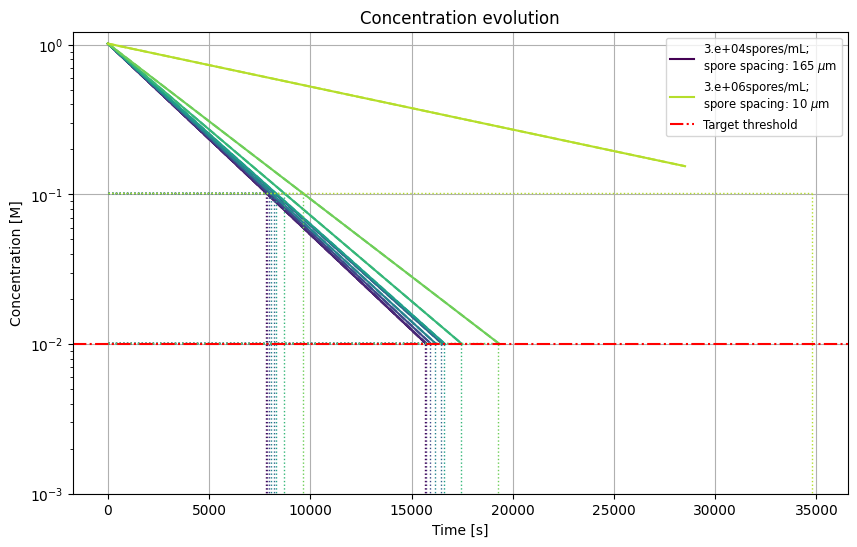 Concentration evolution
3.e+04spores/mL;
spore spacing: 165 μm
3.e+06spores/mL;
spore spacing: 10 μm
Target threshold
Concentration [M]
10⁰
10⁻¹
10⁻²
10⁻³
0 5000 10000 15000 20000 25000 30000 35000
Time [s]